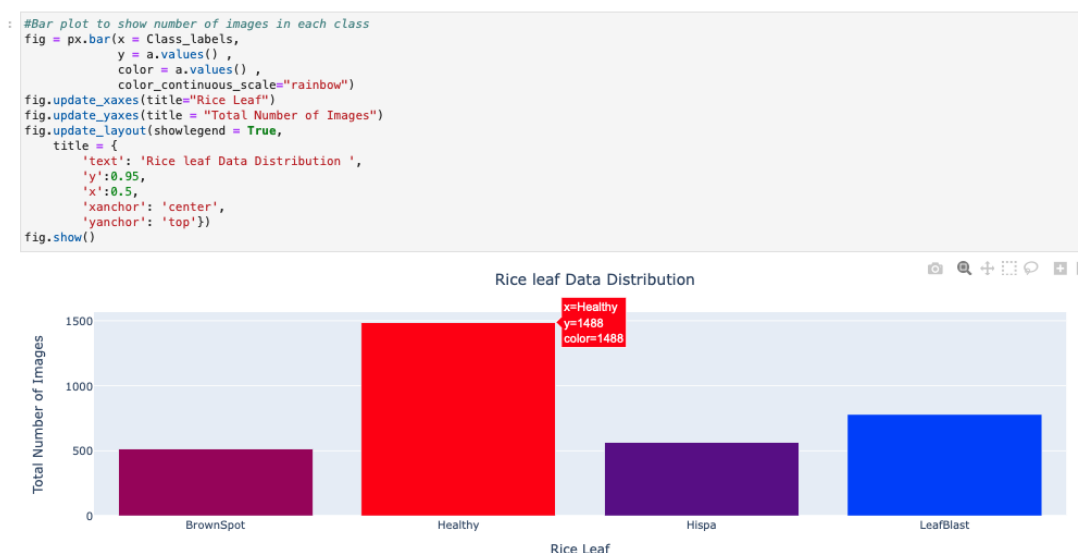 :
#Bar plot to show number of images in each class
fig = px.bar(x = Class_labels,
             y = a.values() ,
             color = a.values() ,
             color_continuous_scale="rainbow")
fig.update_xaxes(title="Rice Leaf")
fig.update_yaxes(title = "Total Number of Images")
fig.update_layout(showlegend = True,
    title = {
        'text': 'Rice leaf Data Distribution ',
        'y':0.95,
        'x':0.5,
        'xanchor': 'center',
        'yanchor': 'top'})
fig.show()
Rice leaf Data Distribution
x=Healthy
y=1488
color=1488
Total Number of Images
1500
1000
500
0
BrownSpot Healthy Hispa LeafBlast
Rice Leaf